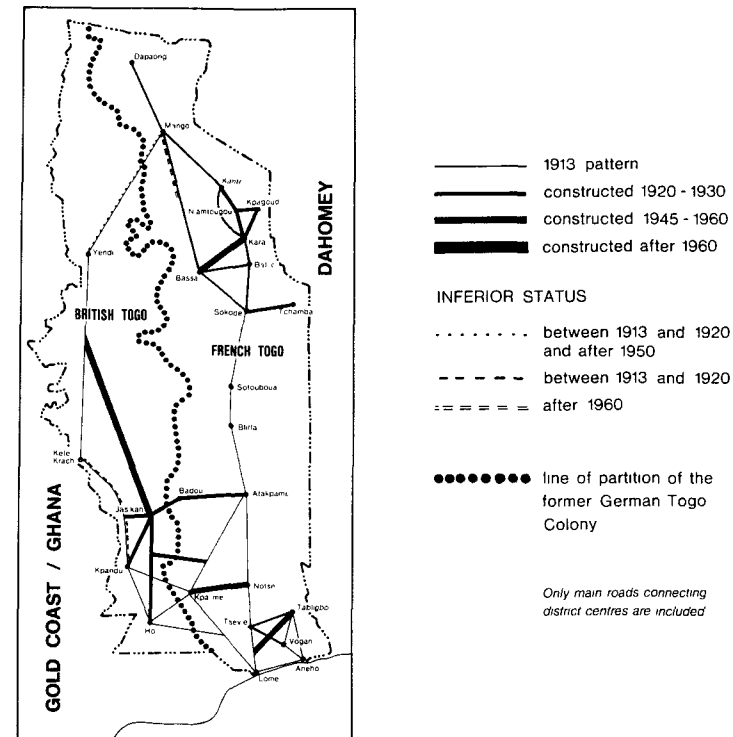 Dapaong
Mango
Kande
Kpagoud
Niamtougou
Kara
Bassa
Sokode
Tchamba
DAHOMEY
Yendi
BRITISH TOGO
FRENCH TOGO
Sotouboua
Blitta
Kete
Krach
Badou
Atakpame
Jasikan
Kpandu
Kpalime
Notse
Tabligbo
Tsevie
Vogan
Ho
Aneho
Lome
GOLD COAST / GHANA
1913 pattern
constructed 1920 - 1930
constructed 1945 - 1960
constructed after 1960
INFERIOR STATUS
between 1913 and 1920
and after 1950
between 1913 and 1920
after 1960
line of partition of the
former German Togo
Colony
Only main roads connecting
district centres are included